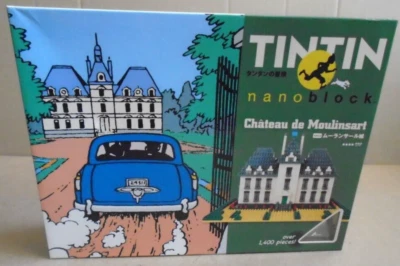 TINTIN
タンタンの冒険
nanoblock
Château de Moulinsart
ムーランサール城
over
1,400 pieces!